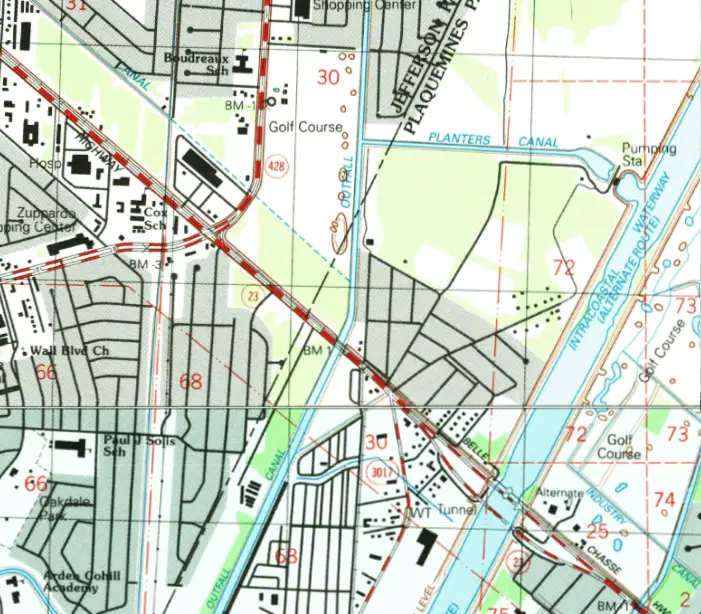 31
Shopping Center
JEFFERSON
PLAQUEMINES
Boudreaux
Sch
30
CANAL
BM -1
Golf Course
PLANTERS CANAL
Pumping
Sta
HIGHWAY
Hosp
428
OUTFALL
Zuppardo
Cox
Sch
Center
BM -3
INTRACOASTAL WATERWAY
(ALTERNATE ROUTE)
72
73
23
BM 1
Golf Course
Wall Blvd Ch
66
68
Paul J Solis
Sch
30
BELLE
72
Golf
Course
73
CANAL
3017
66
Oakdale
Park
Tunnel
Alternate
INDUSTRY
74
25
CHASSE
68
23
Arden Cahill
Academy
OUTFALL
LEVEL
75
CANAL
BM
2